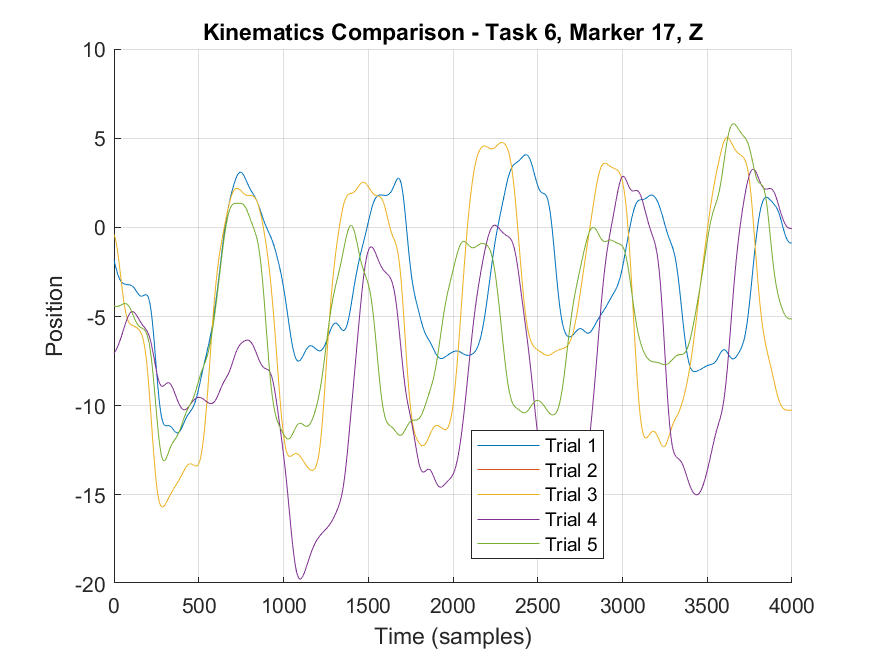 Kinematics Comparison - Task 6, Marker 17, Z
10
5
0
-5
-10
-15
-20
Position
Trial 1
Trial 2
Trial 3
Trial 4
Trial 5
0 500 1000 1500 2000 2500 3000 3500 4000
Time (samples)